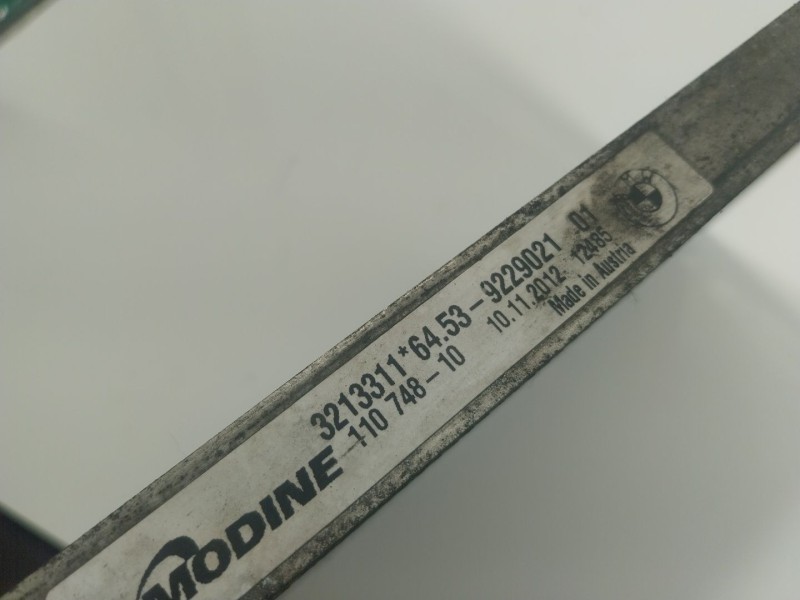 3213311*64.53-9229021 01
110 748-10 10.11.2012 12485
Made in Austria
MODINE